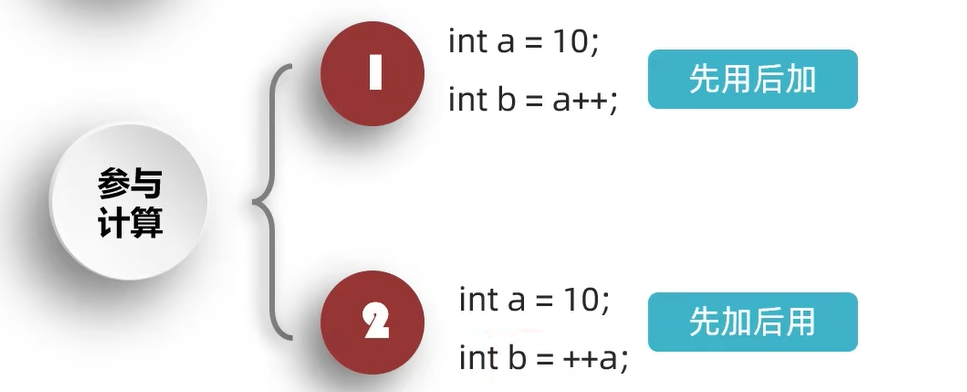 参与
计算
1
int a = 10;
int b = a++;
先用后加
2
int a = 10;
int b = ++a;
先加后用